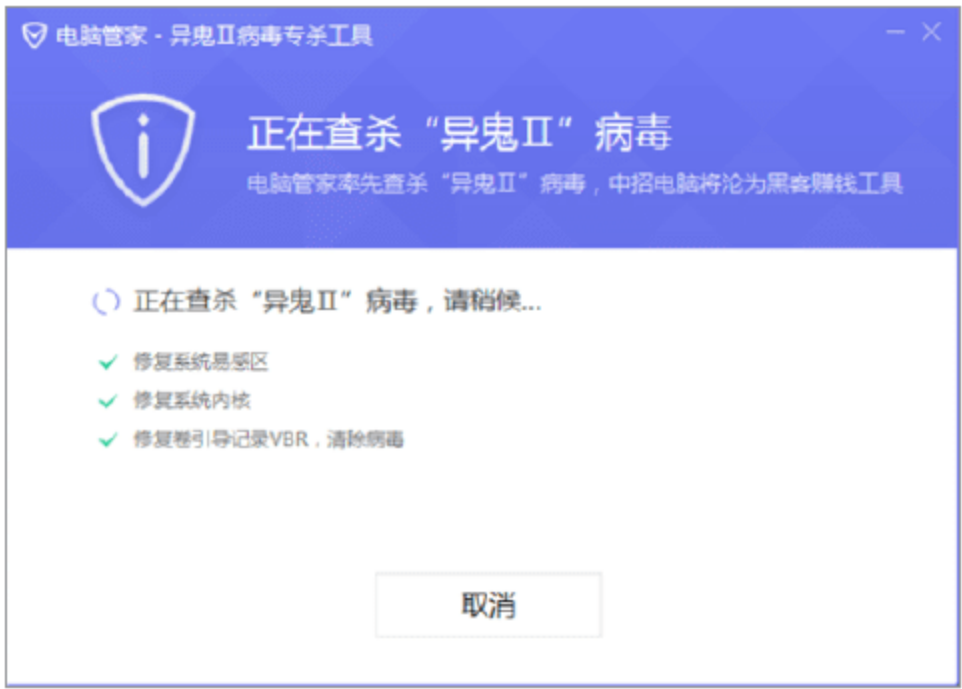 电脑管家 - 异鬼Ⅱ病毒专杀工具
正在查杀“异鬼Ⅱ”病毒
电脑管家率先查杀“异鬼Ⅱ”病毒，中招电脑将沦为黑客赚钱工具
正在查杀“异鬼Ⅱ”病毒，请稍候...
修复系统易感区
修复系统内核
修复卷引导记录VBR，清除病毒
取消